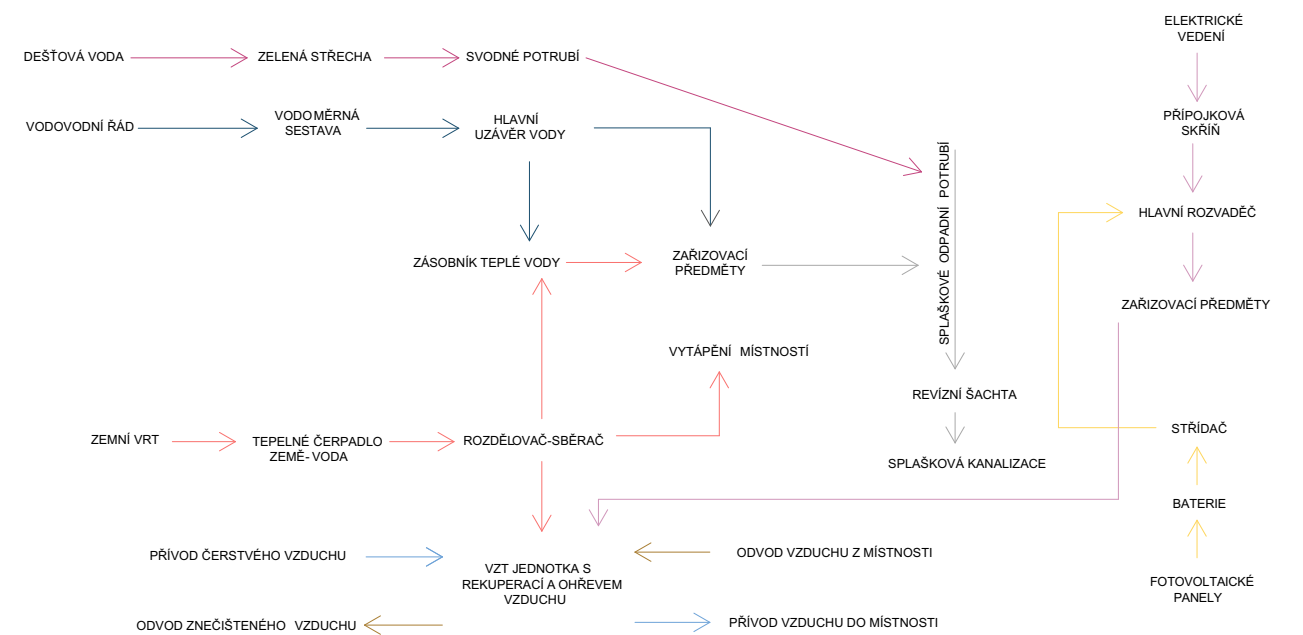 ELEKTRICKÉ
VEDENÍ
DEŠŤOVÁ VODA
ZELENÁ STŘECHA
SVODNÉ POTRUBÍ
VODOVODNÍ ŘÁD
VODOMĚRNÁ
SESTAVA
HLAVNÍ
UZÁVĚR VODY
PŘÍPOJKOVÁ
SKŘÍŇ
SPLAŠKOVÉ ODPADNÍ POTRUBÍ
HLAVNÍ ROZVADĚČ
ZÁSOBNÍK TEPLÉ VODY
ZAŘIZOVACÍ
PŘEDMĚTY
ZAŘIZOVACÍ PŘEDMĚTY
VYTÁPĚNÍ MÍSTNOSTÍ
REVÍZNÍ ŠACHTA
ZEMNÍ VRT
TEPELNÉ ČERPADLO
ZEMĚ-VODA
ROZDĚLOVAČ-SBĚRAČ
STŘÍDAČ
SPLAŠKOVÁ KANALIZACE
BATERIE
PŘÍVOD ČERSTVÉHO VZDUCHU
VZT JEDNOTKA S
REKUPERACÍ A OHŘEVEM
VZDUCHU
ODVOD VZDUCHU Z MÍSTNOSTI
FOTOVOLTAICKÉ
PANELY
ODVOD ZNEČIŠTENÉHO VZDUCHU
PŘÍVOD VZDUCHU DO MÍSTNOSTI